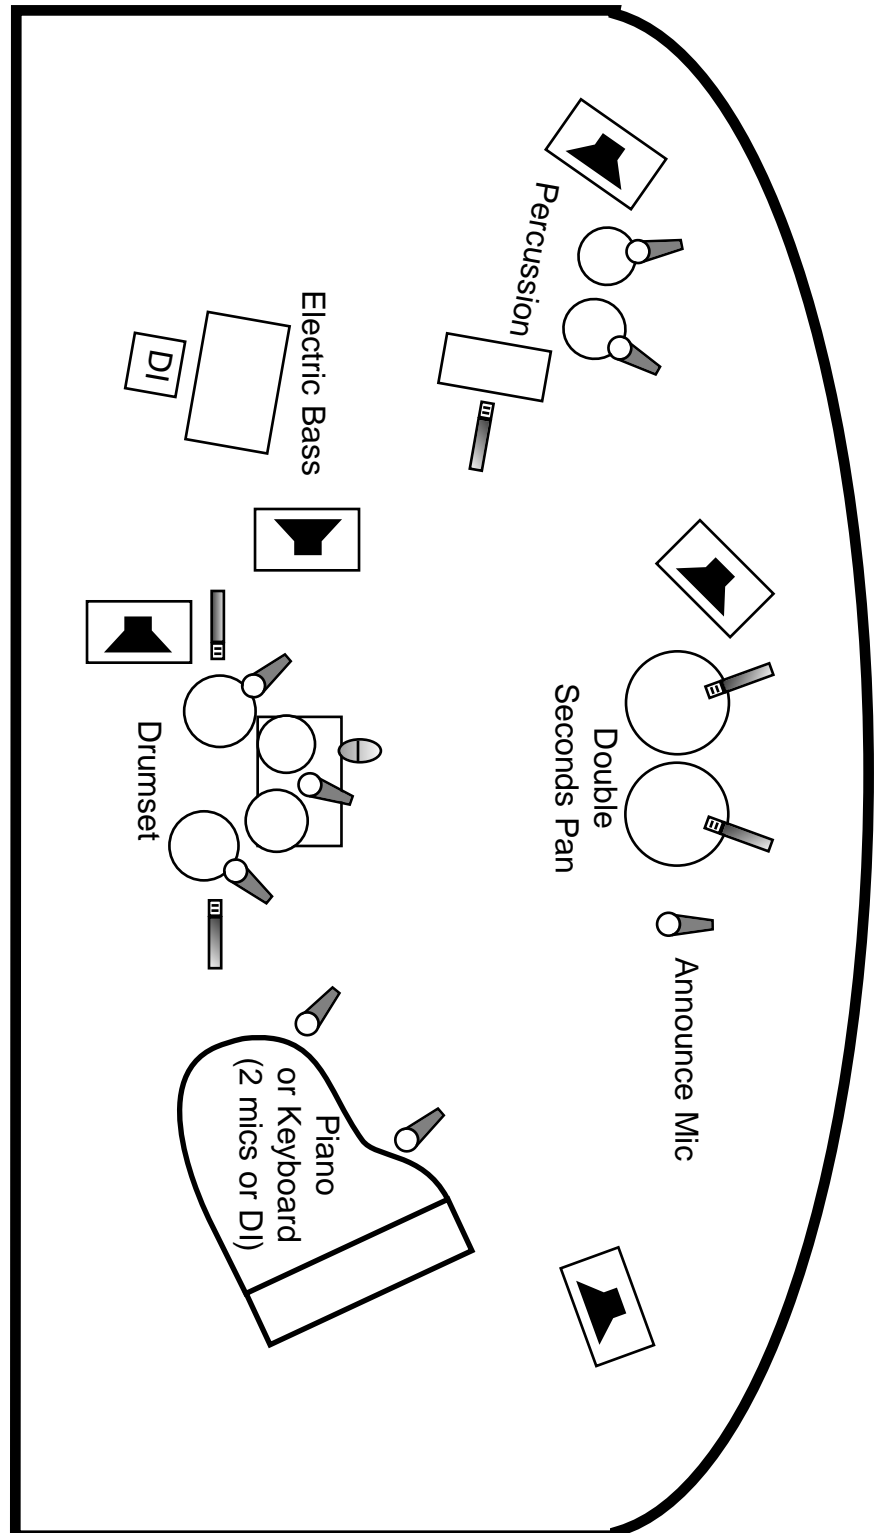 Percussion
Electric Bass
DI
Double
Seconds Pan
Drumset
Announce Mic
Piano
or Keyboard
(2 mics or DI)